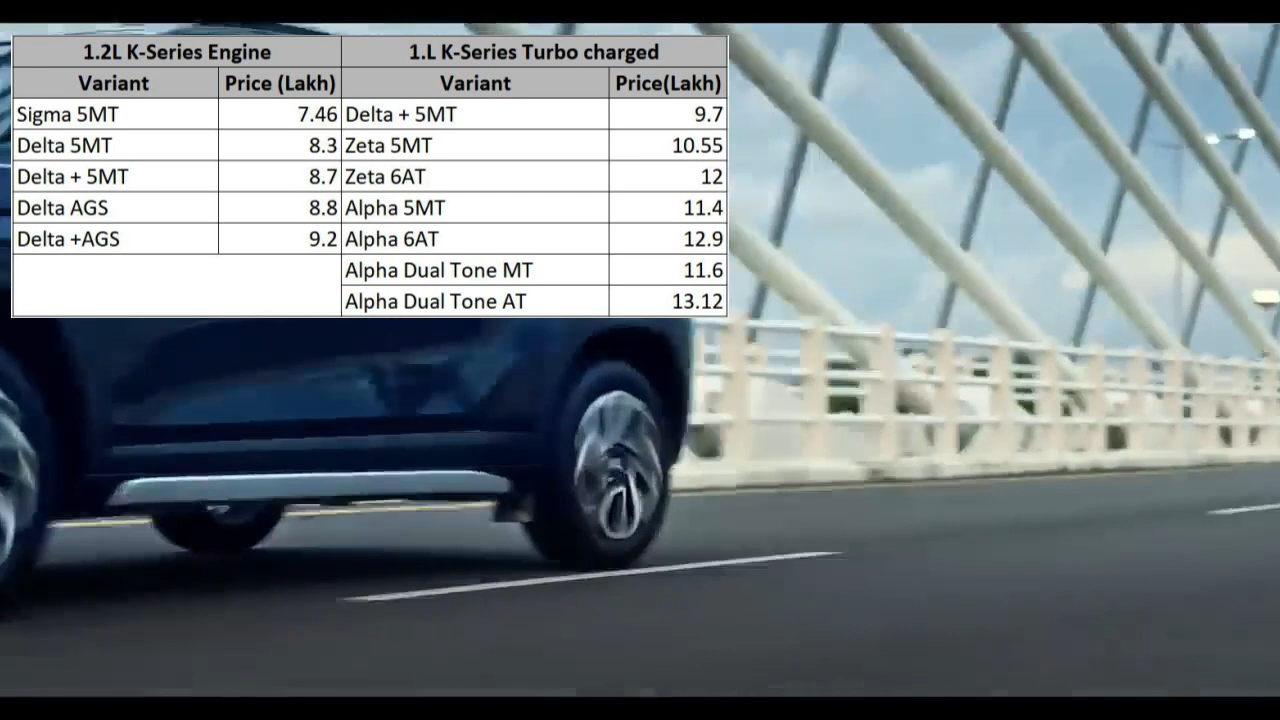 1.2L K-Series Engine 1.L K-Series Turbo charged
Variant Price (Lakh) Variant Price(Lakh)
Sigma 5MT 7.46 Delta + 5MT 9.7
Delta 5MT 8.3 Zeta 5MT 10.55
Delta + 5MT 8.7 Zeta 6AT 12
Delta AGS 8.8 Alpha 5MT 11.4
Delta +AGS 9.2 Alpha 6AT 12.9
Alpha Dual Tone MT 11.6
Alpha Dual Tone AT 13.12